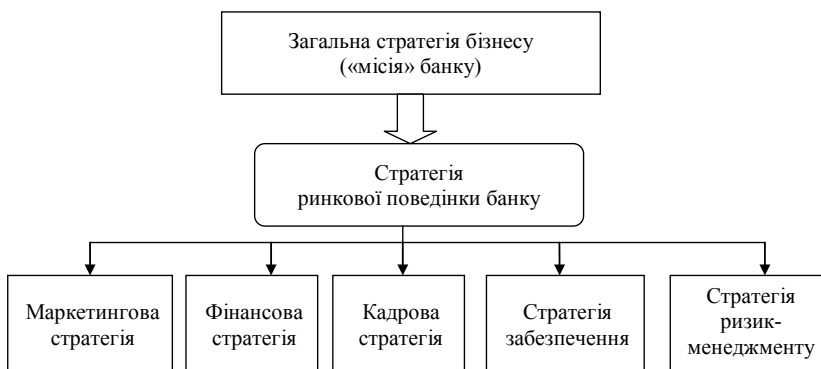 Загальна стратегія бізнесу
(«місія» банку)
Стратегія
ринкової поведінки банку
Маркетингова
стратегія
Фінансова
стратегія
Кадрова
стратегія
Стратегія
забезпечення
Стратегія
ризик-
менеджменту